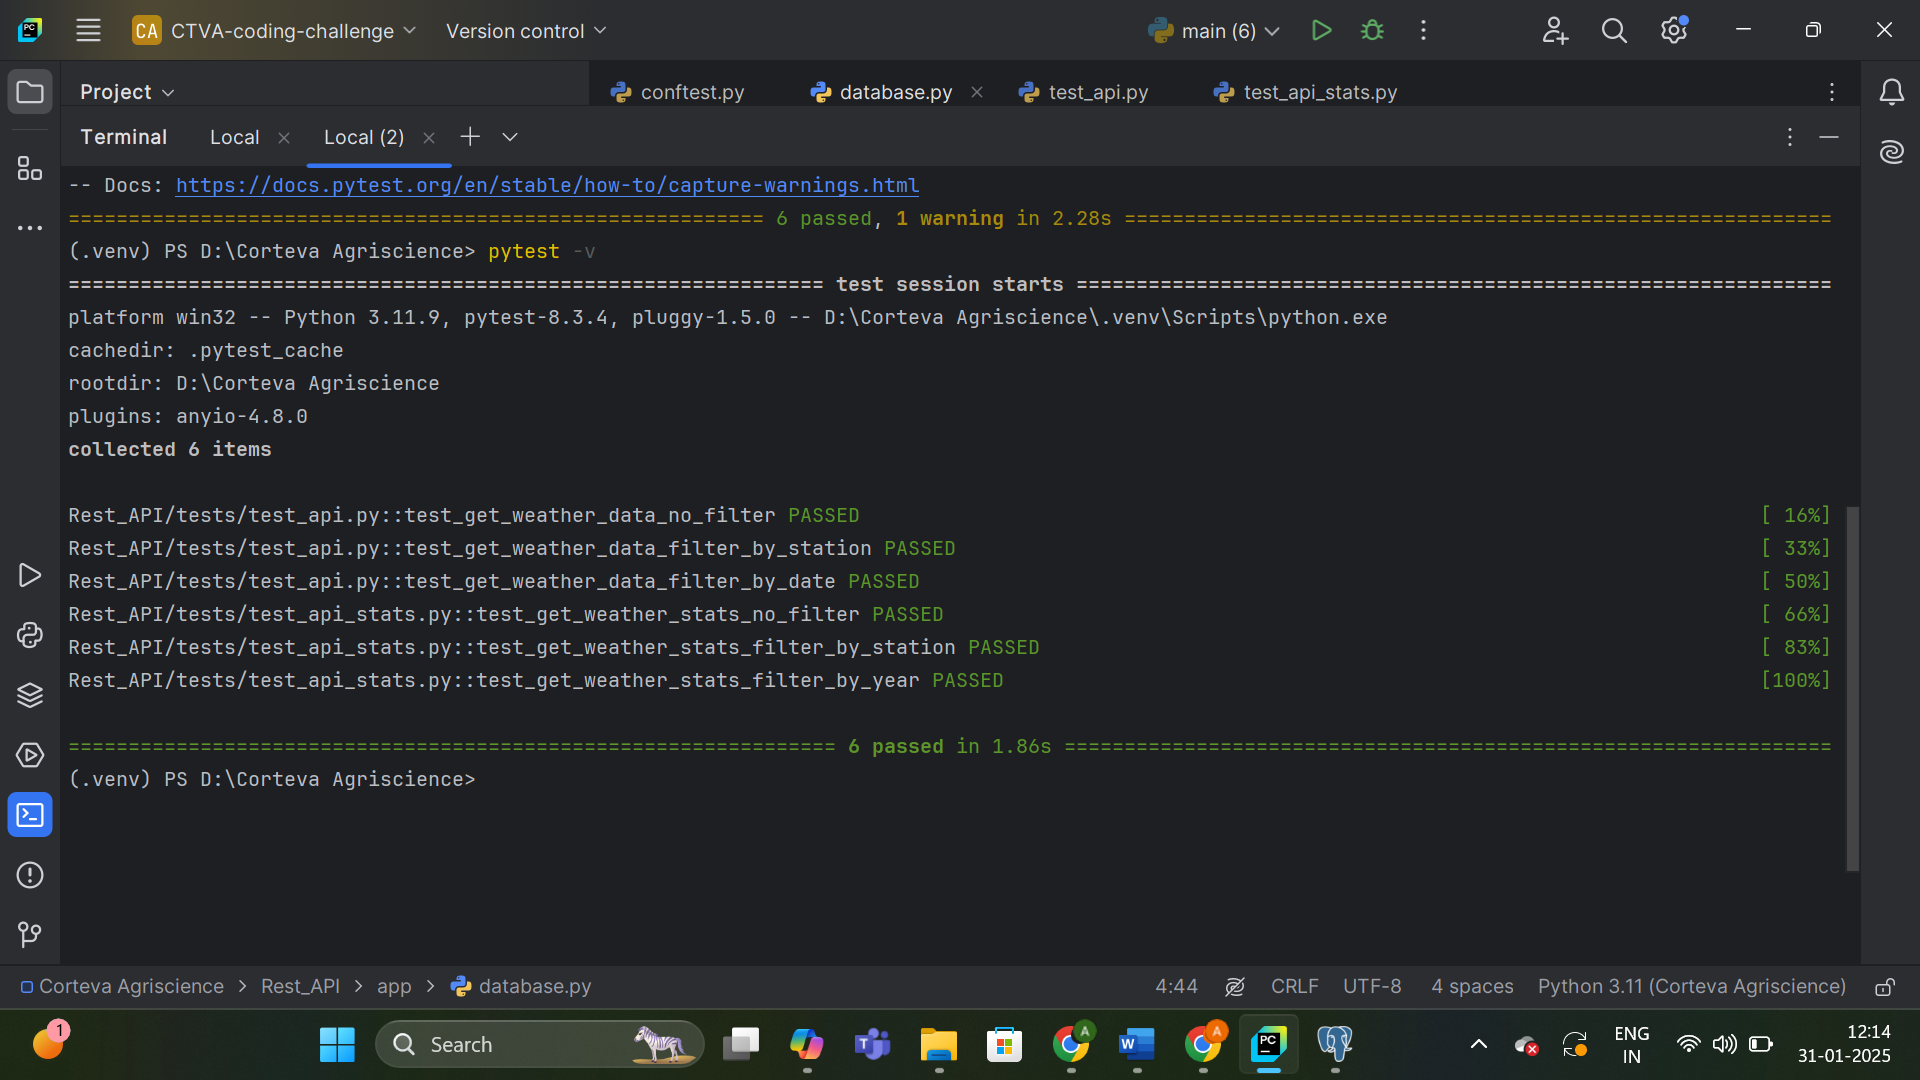 PC CA CTVA-coding-challenge Version control main (6)
Project conftest.py database.py test_api.py test_api_stats.py
Terminal Local Local (2)
-- Docs: https://docs.pytest.org/en/stable/how-to/capture-warnings.html
========================================================== 6 passed, 1 warning in 2.28s ===========================================================
(.venv) PS D:\Corteva Agriscience> pytest -v
=============================================================== test session starts ===============================================================
platform win32 -- Python 3.11.9, pytest-8.3.4, pluggy-1.5.0 -- D:\Corteva Agriscience\.venv\Scripts\python.exe
cachedir: .pytest_cache
rootdir: D:\Corteva Agriscience
plugins: anyio-4.8.0
collected 6 items
Rest_API/tests/test_api.py::test_get_weather_data_no_filter PASSED [ 16%]
Rest_API/tests/test_api.py::test_get_weather_data_filter_by_station PASSED [ 33%]
Rest_API/tests/test_api.py::test_get_weather_data_filter_by_date PASSED [ 50%]
Rest_API/tests/test_api_stats.py::test_get_weather_stats_no_filter PASSED [ 66%]
Rest_API/tests/test_api_stats.py::test_get_weather_stats_filter_by_station PASSED [ 83%]
Rest_API/tests/test_api_stats.py::test_get_weather_stats_filter_by_year PASSED [100%]
================================================================ 6 passed in 1.86s ================================================================
(.venv) PS D:\Corteva Agriscience>
Corteva Agriscience > Rest_API > app > database.py 4:44 CRLF UTF-8 4 spaces Python 3.11 (Corteva Agriscience)
1 Search T A W A PC ENG 12:14
IN 31-01-2025